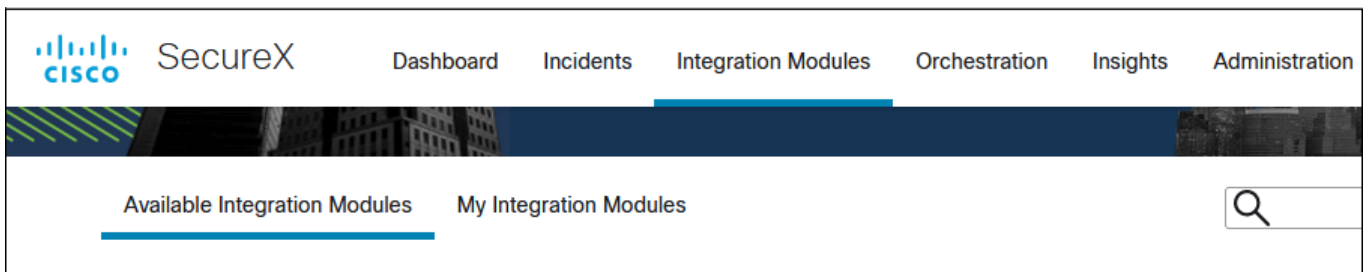 CISCO SecureX Dashboard Incidents Integration Modules Orchestration Insights Administration
Available Integration Modules My Integration Modules